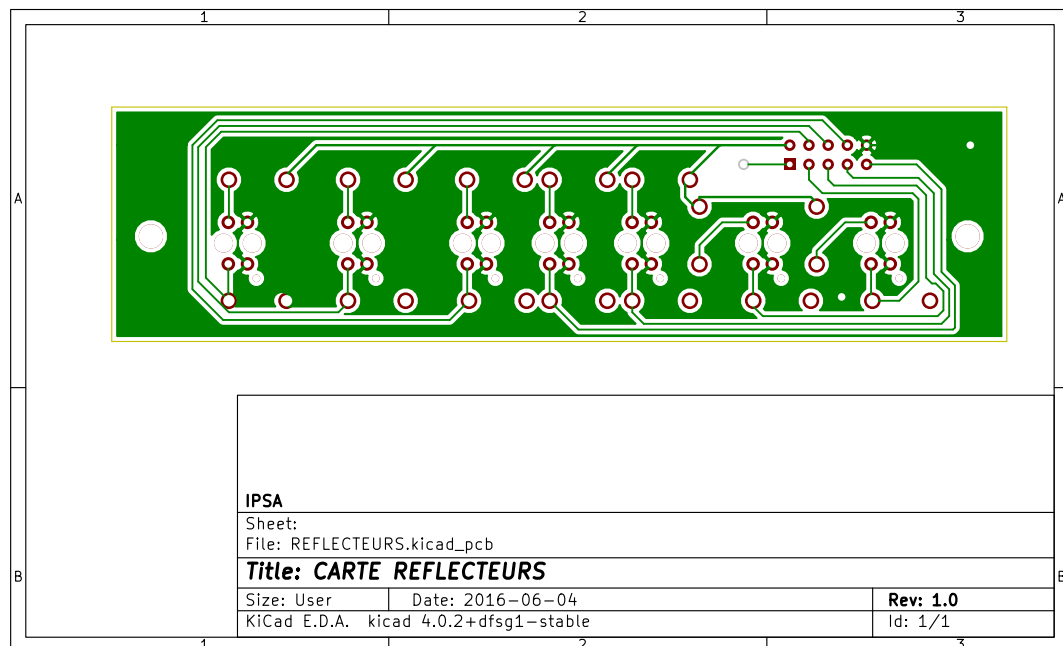 1 2 3
A A
IPSA
Sheet:
File: REFLECTEURS.kicad_pcb
Title: CARTE REFLECTEURS
B B
Size: User Date: 2016-06-04 Rev: 1.0
KiCad E.D.A. kicad 4.0.2+dfsg1-stable Id: 1/1
1 2 3